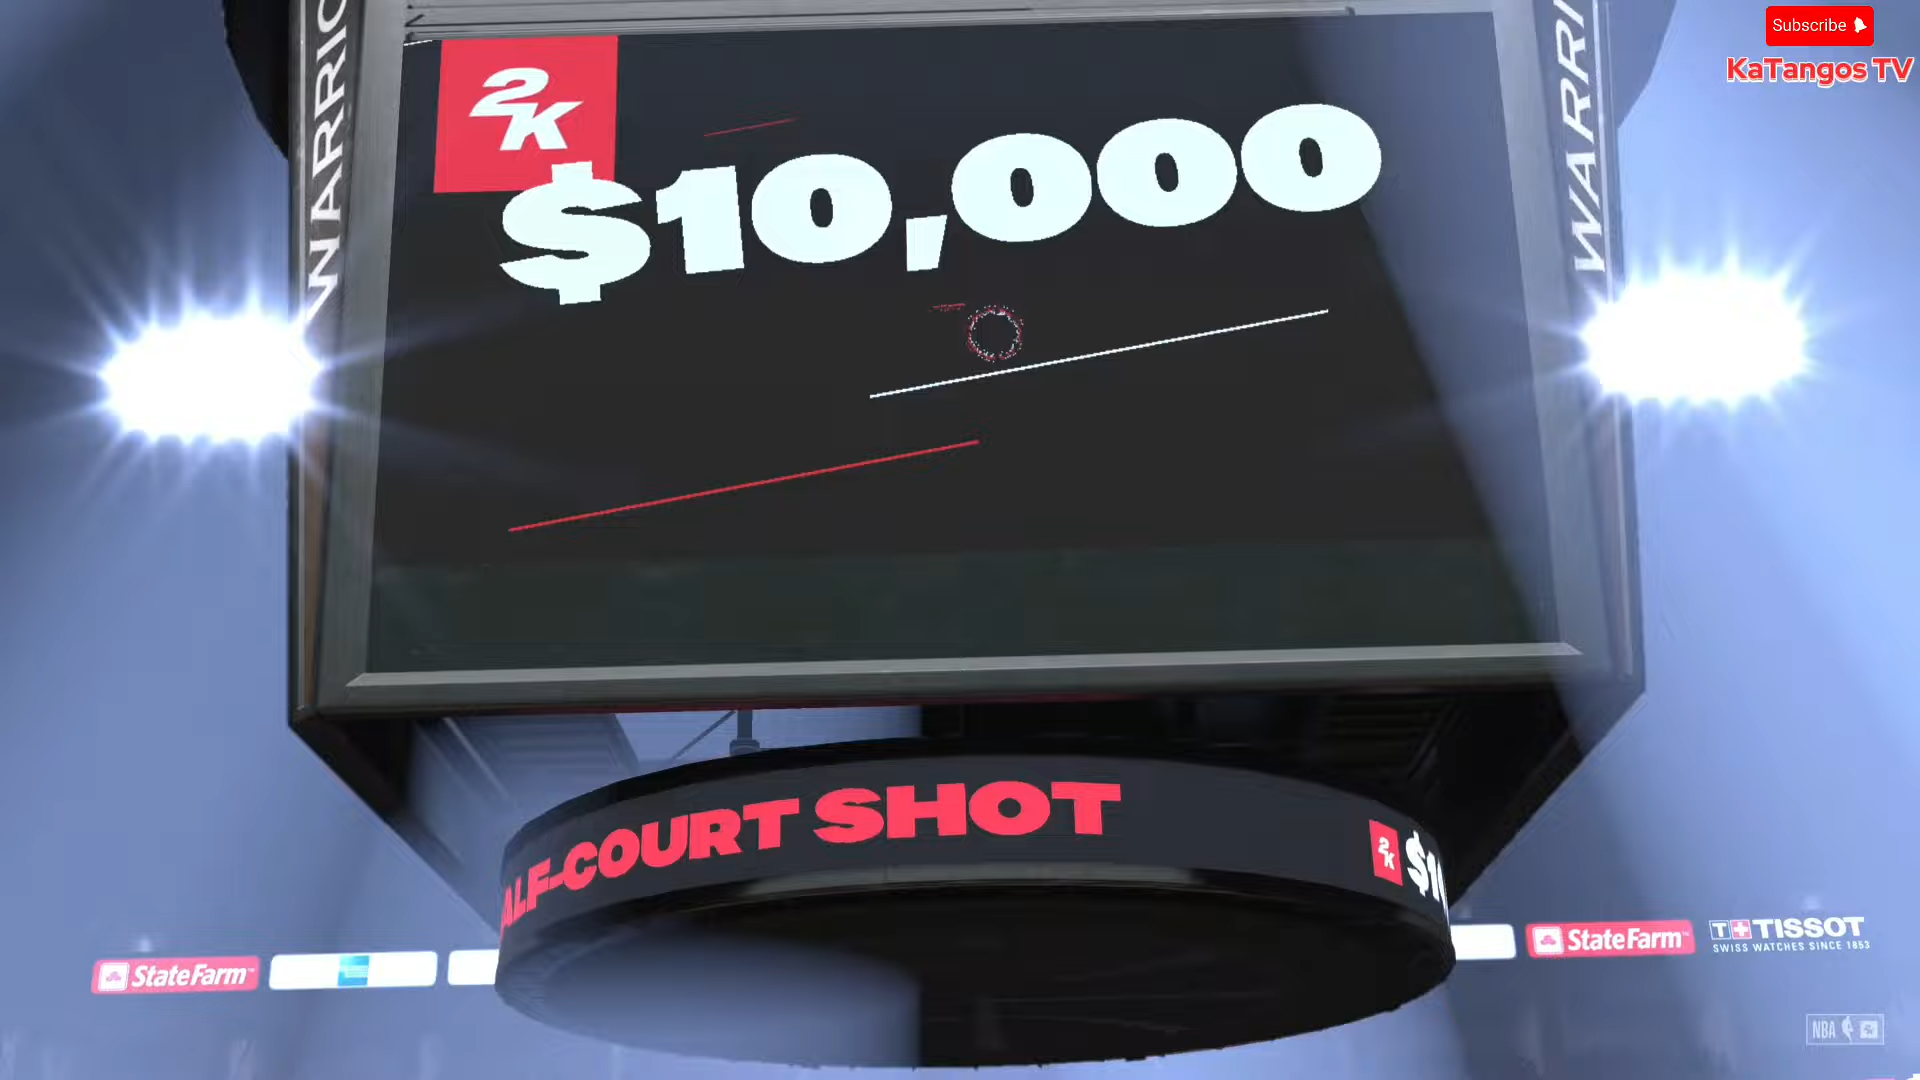 Subscribe
KaTangos TV
WARRIO
WARRI
2K
$10,000
ALF-COURT SHOT
2K
$10
StateFarm
StateFarm
TISSOT
SWISS WATCHES SINCE 1853
NBA